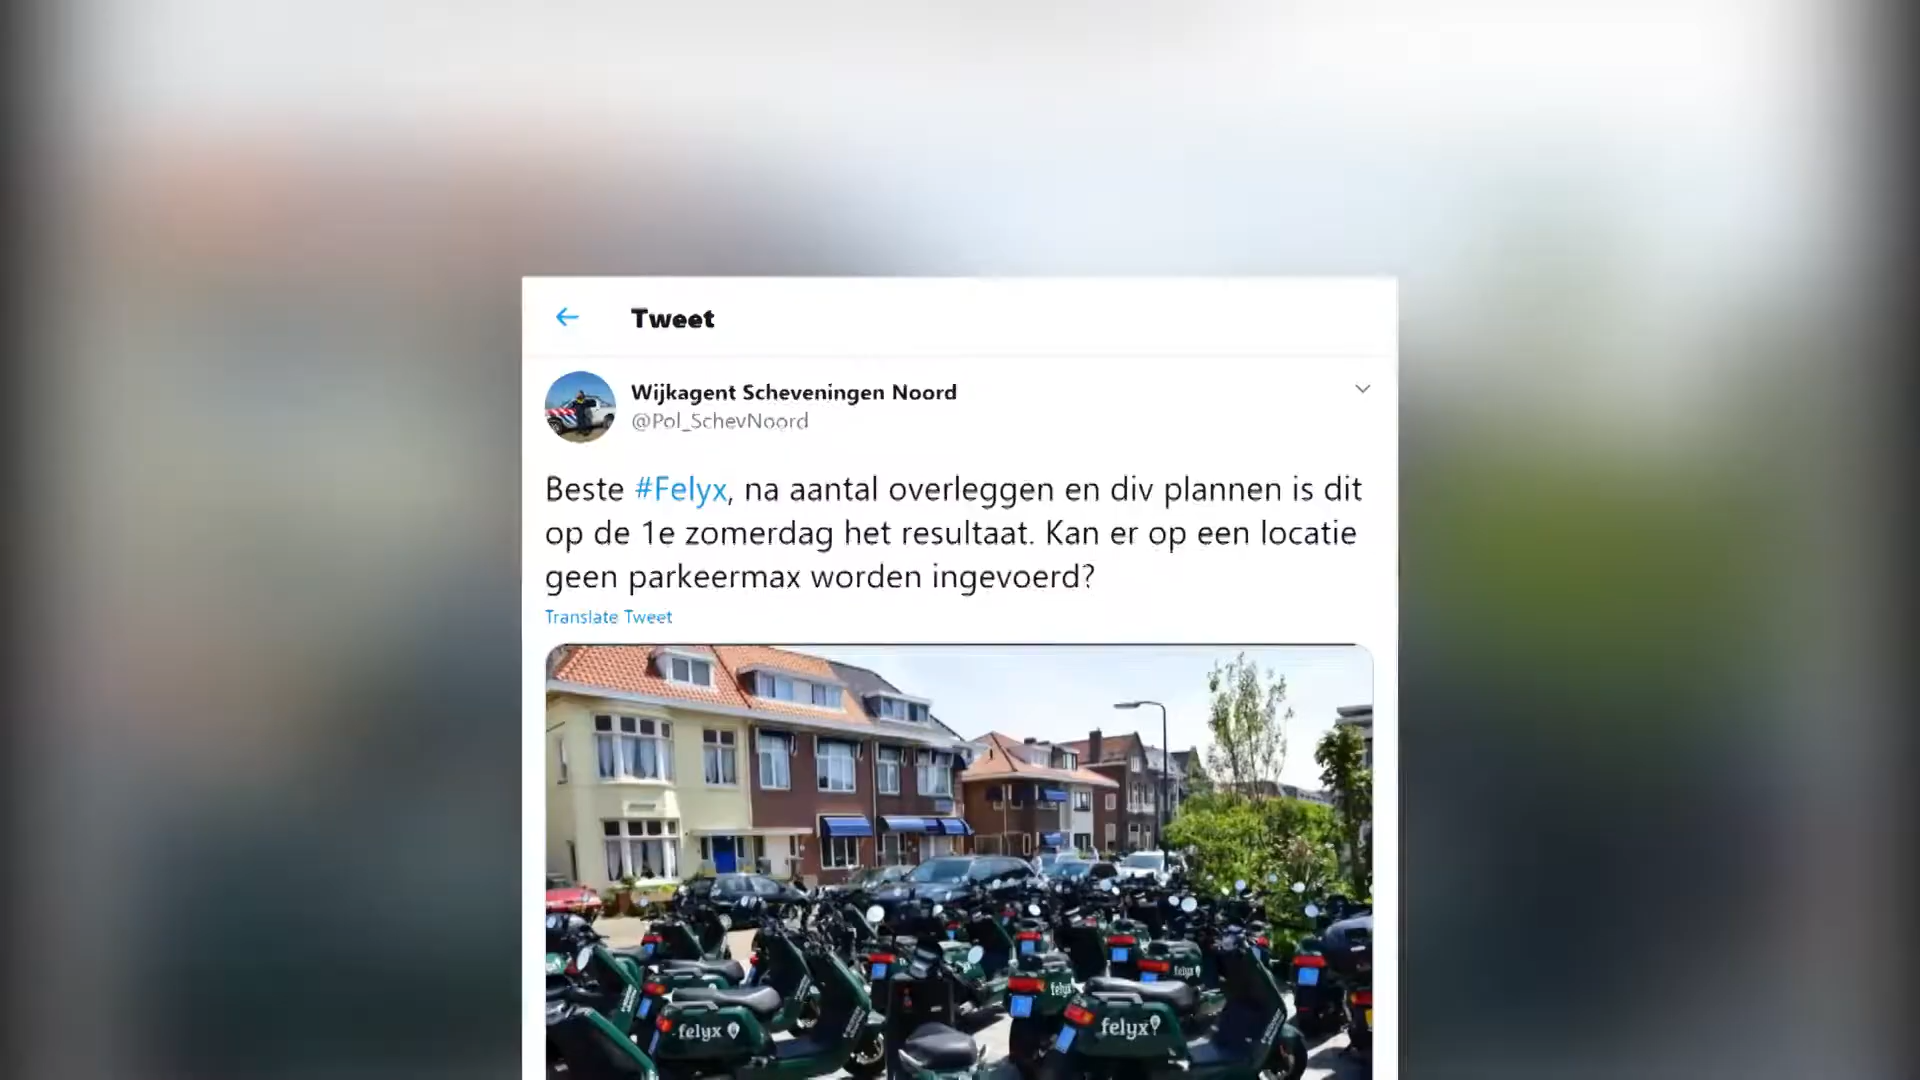 Tweet
Wijkagent Scheveningen Noord
@Pol_SchevNoord
Beste #Felyx, na aantal overleggen en div plannen is dit
op de 1e zomerdag het resultaat. Kan er op een locatie
geen parkeermax worden ingevoerd?
Translate Tweet
felyx
felyx
felyx
felyx